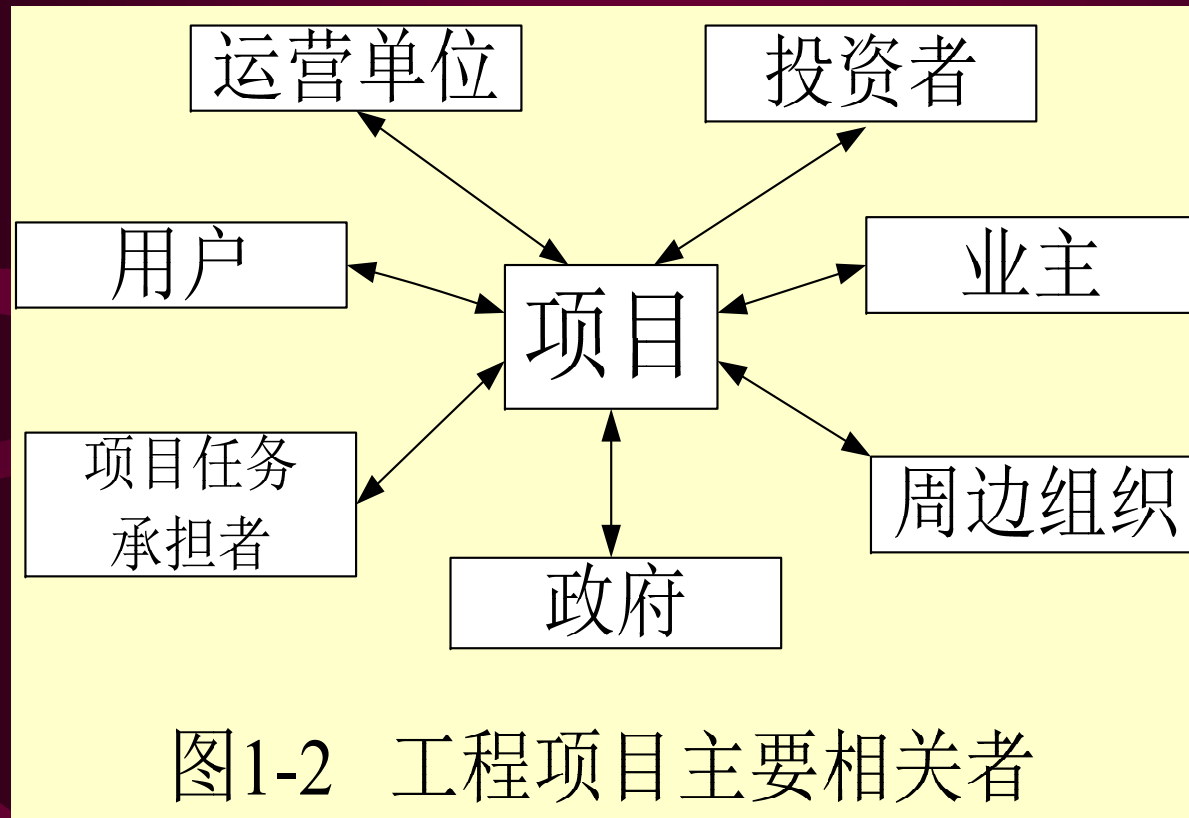 运营单位
投资者
用户
业主
项目
项目任务
承担者
周边组织
政府
图1-2 工程项目主要相关者